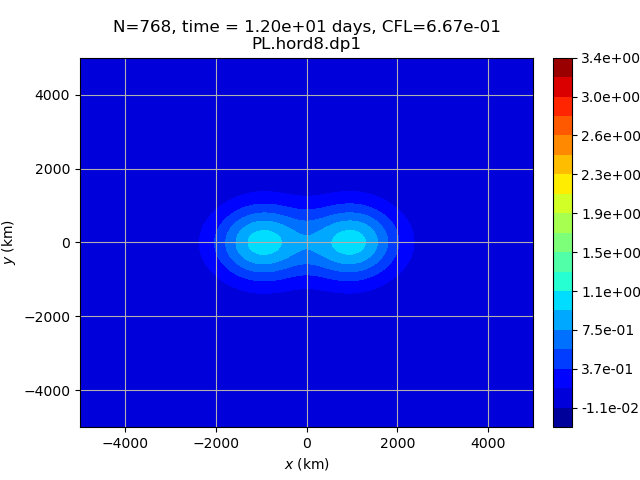 N=768, time = 1.20e+01 days, CFL=6.67e-01
PL.hord8.dp1
4000
2000
0
−2000
−4000
y (km)
−4000
−2000
0
2000
4000
x (km)
3.4e+00
3.0e+00
2.6e+00
2.3e+00
1.9e+00
1.5e+00
1.1e+00
7.5e-01
3.7e-01
-1.1e-02